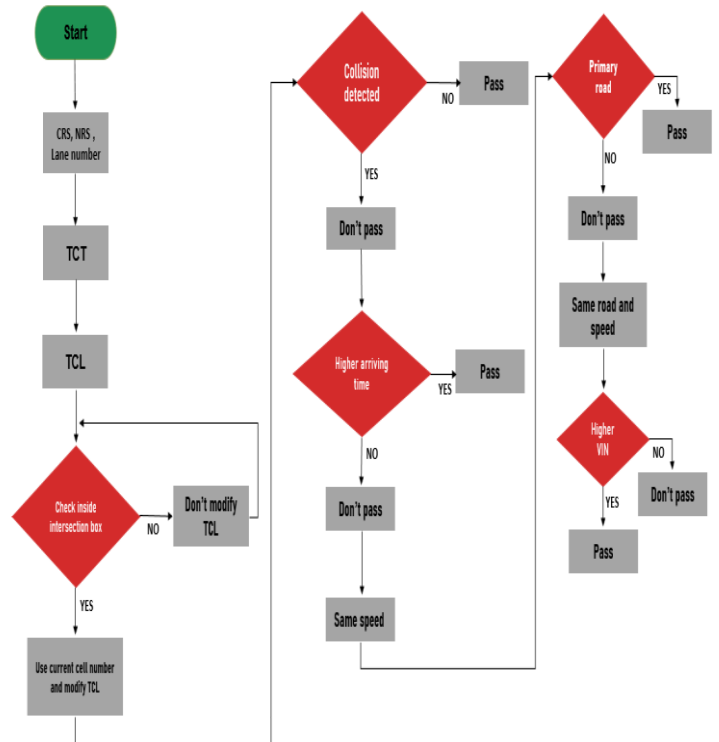 Start
CRS, NRS ,
Lane number
TCT
TCL
Check inside
intersection box
NO
Don't modify
TCL
YES
Use current cell number
and modify TCL
Collision
detected
NO
Pass
YES
Don't pass
Higher arriving
time
YES
Pass
NO
Don't pass
Same speed
Primary
road
YES
Pass
NO
Don't pass
Same road and
speed
Higher
VIN
NO
Don't pass
YES
Pass